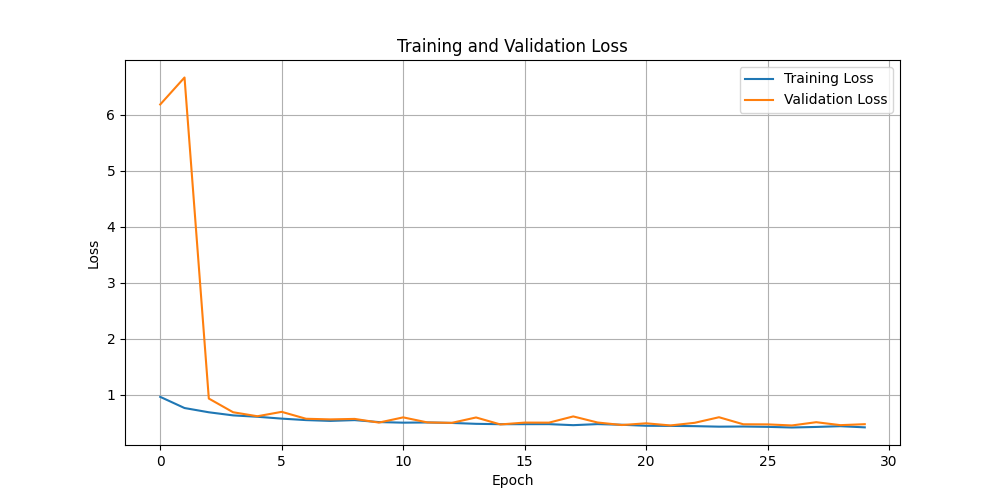 Training and Validation Loss
Training Loss
Validation Loss
6
5
4
3
2
1
Loss
0 5 10 15 20 25 30
Epoch